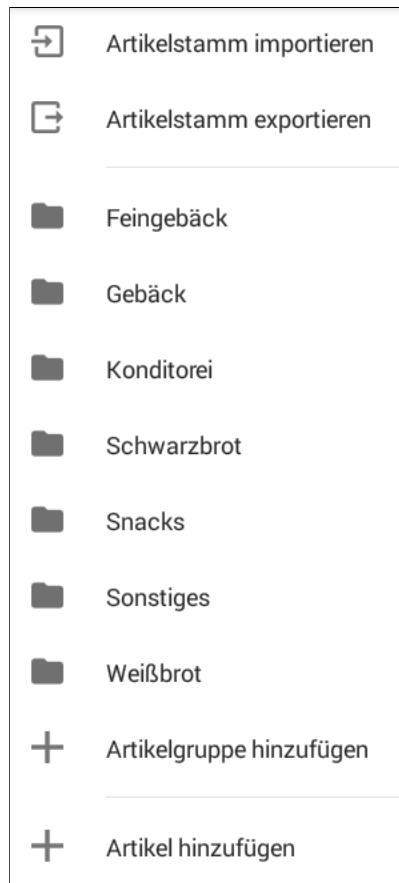 Artikelstamm importieren
Artikelstamm exportieren
Feingebäck
Gebäck
Konditorei
Schwarzbrot
Snacks
Sonstiges
Weißbrot
Artikelgruppe hinzufügen
Artikel hinzufügen